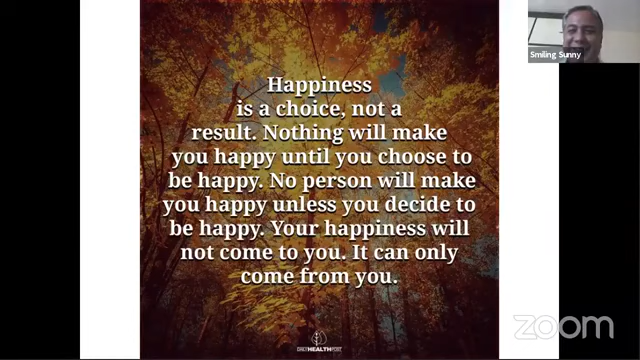 Smiling Sunny
Happiness
is a choice, not a
result. Nothing will make
you happy until you choose to
be happy. No person will make
you happy unless you decide to
be happy. Your happiness will
not come to you. It can only
come from you.
DAILYHEALTHPOST
zoom